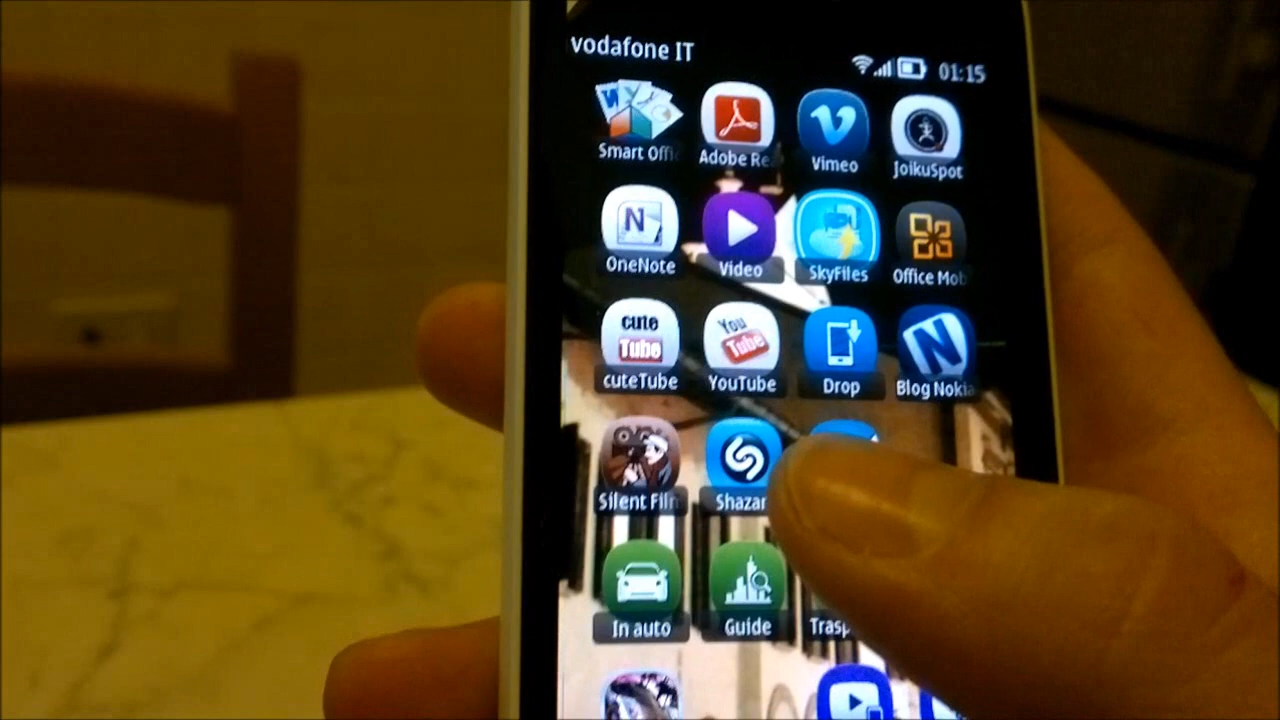 vodafone IT
01:15
Smart Offi
Adobe Rea
Vimeo
JoikuSpot
N
OneNote
Video
SkyFiles
Office Mob
cute
Tube
You
Tube
N
cuteTube
YouTube
Drop
Blog Nokia
Silent Film
Shazam
In auto
Guide
Trasp